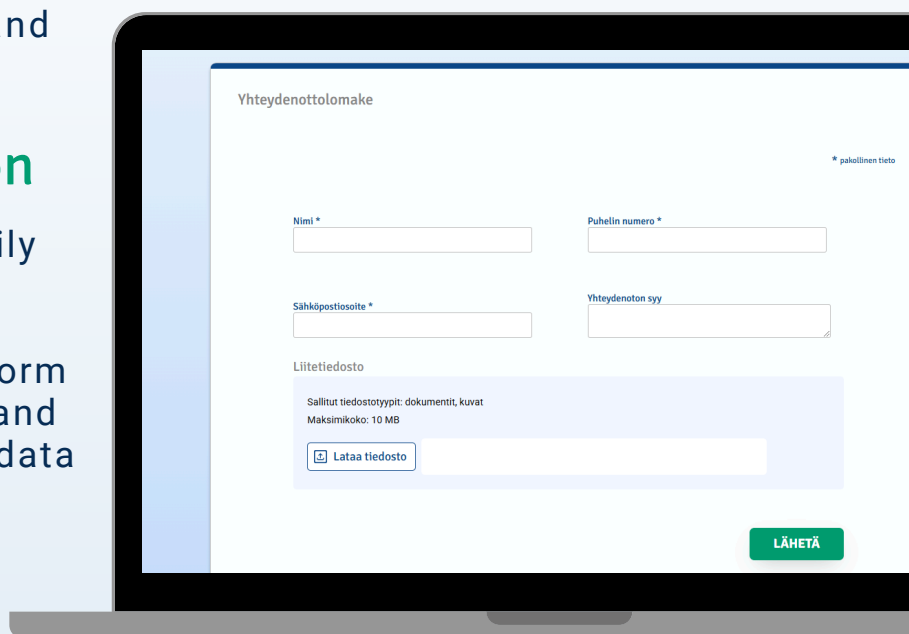 and
ily
orm
and
data
Yhteydenottolomake
* pakollinen tieto
Nimi *
Puhelin numero *
Sähköpostiosoite *
Yhteydenoton syy
Liitetiedosto
Sallitut tiedostotyypit: dokumentit, kuvat
Maksimikoko: 10 MB
Lataa tiedosto
LÄHETÄ